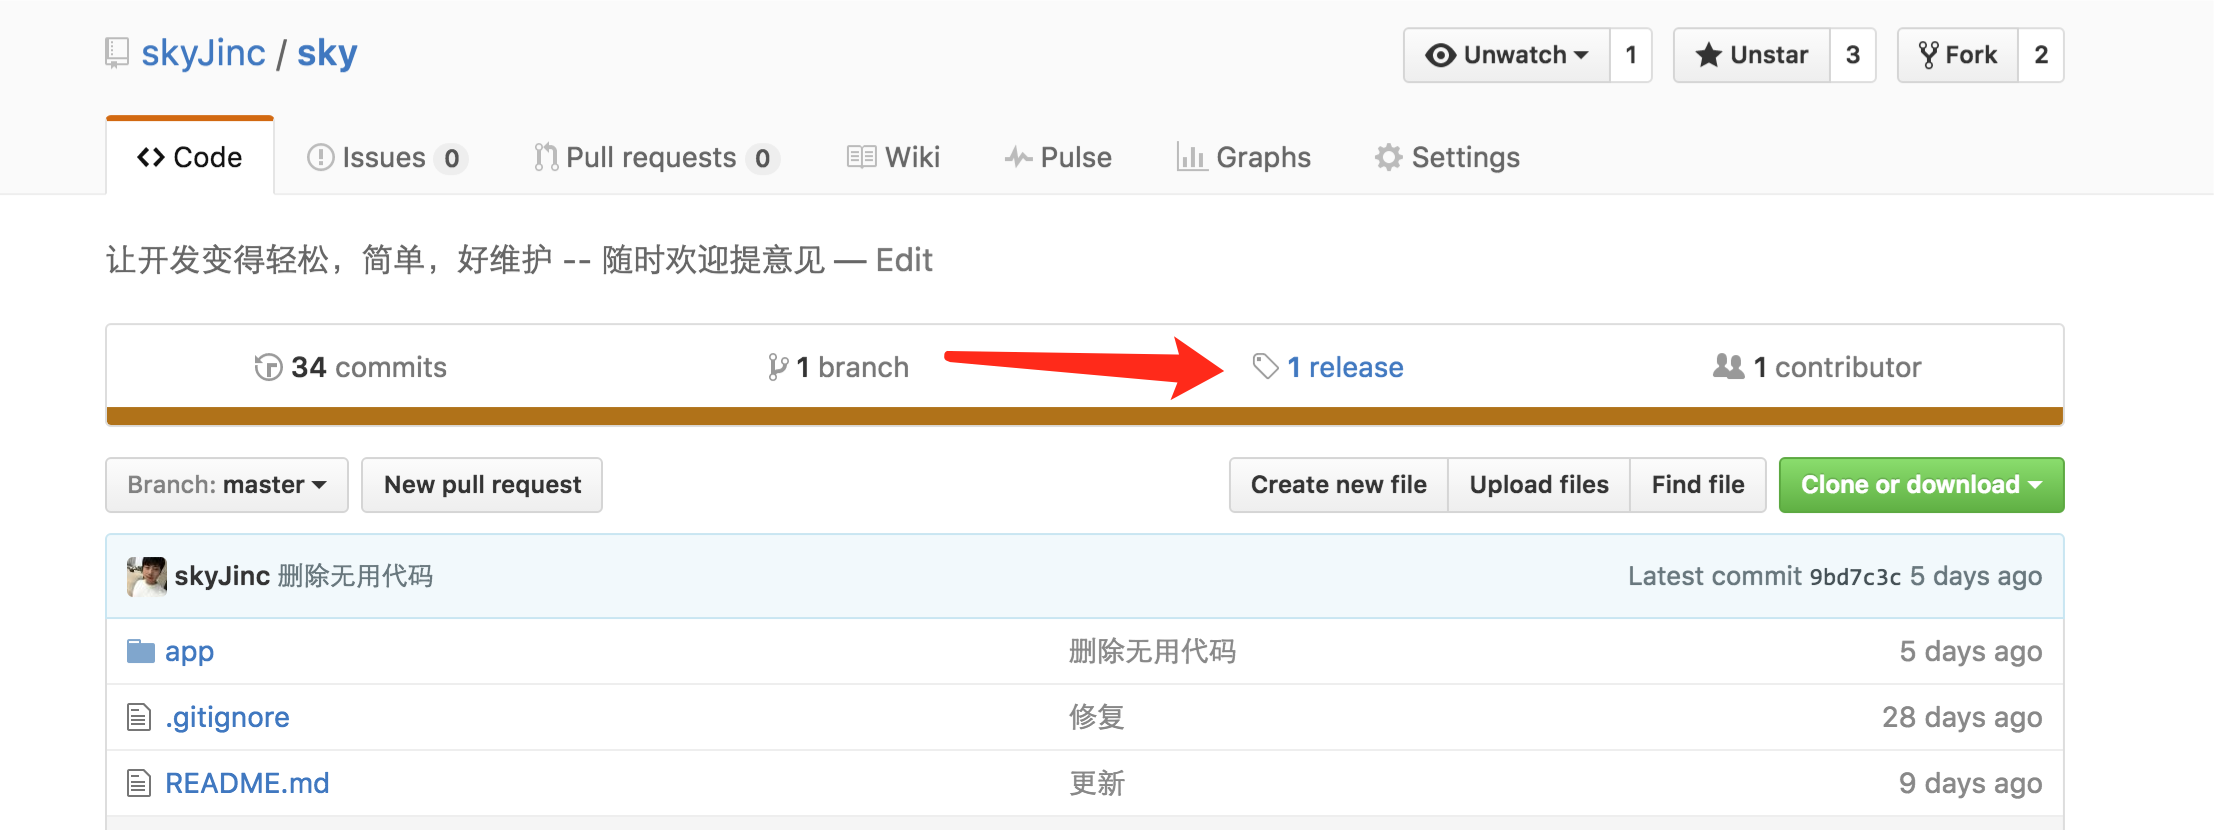 skyJinc / sky
Unwatch 1 Unstar 3 Fork 2
Code Issues 0 Pull requests 0 Wiki Pulse Graphs Settings
让开发变得轻松，简单，好维护 -- 随时欢迎提意见 — Edit
34 commits 1 branch 1 release 1 contributor
Branch: master New pull request Create new file Upload files Find file Clone or download
skyJinc 删除无用代码 Latest commit 9bd7c3c 5 days ago
app 删除无用代码 5 days ago
.gitignore 修复 28 days ago
README.md 更新 9 days ago